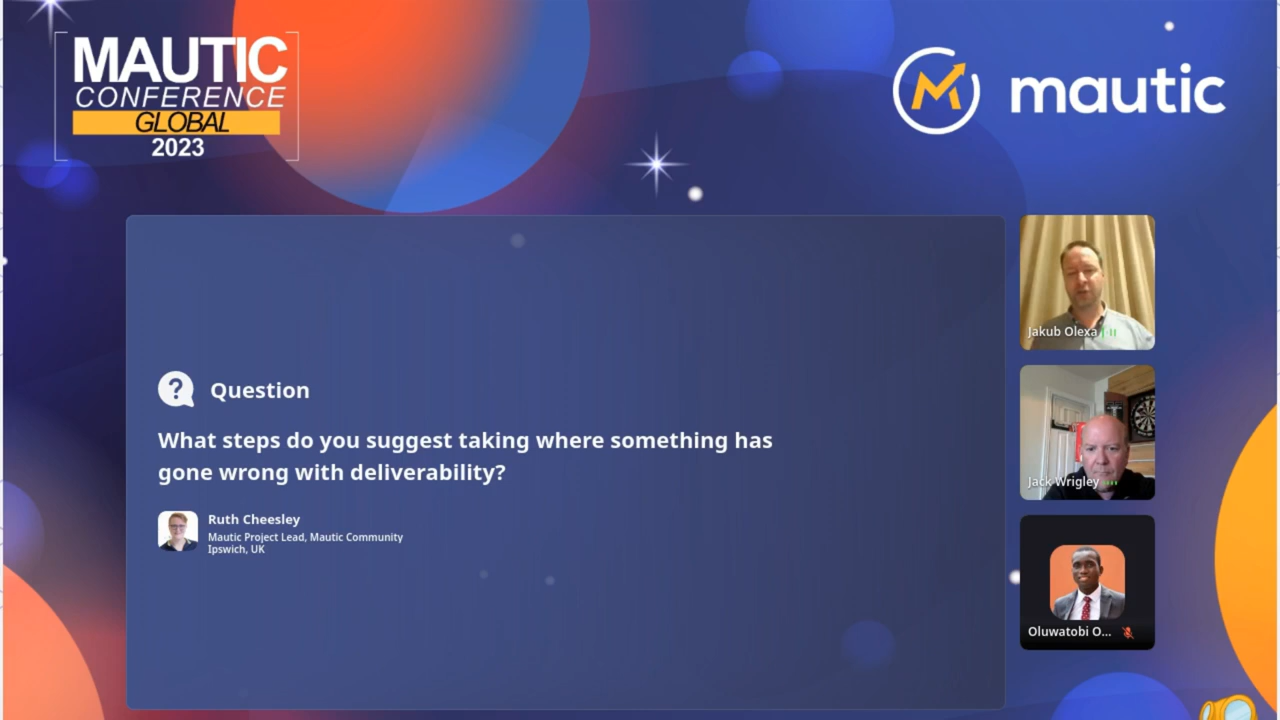 MAUTIC
CONFERENCE
GLOBAL
2023
mautic
Question
What steps do you suggest taking where something has
gone wrong with deliverability?
Ruth Cheesley
Mautic Project Lead, Mautic Community
Ipswich, UK
Jakub Olexa
Jack Wrigley
Oluwatobi O...